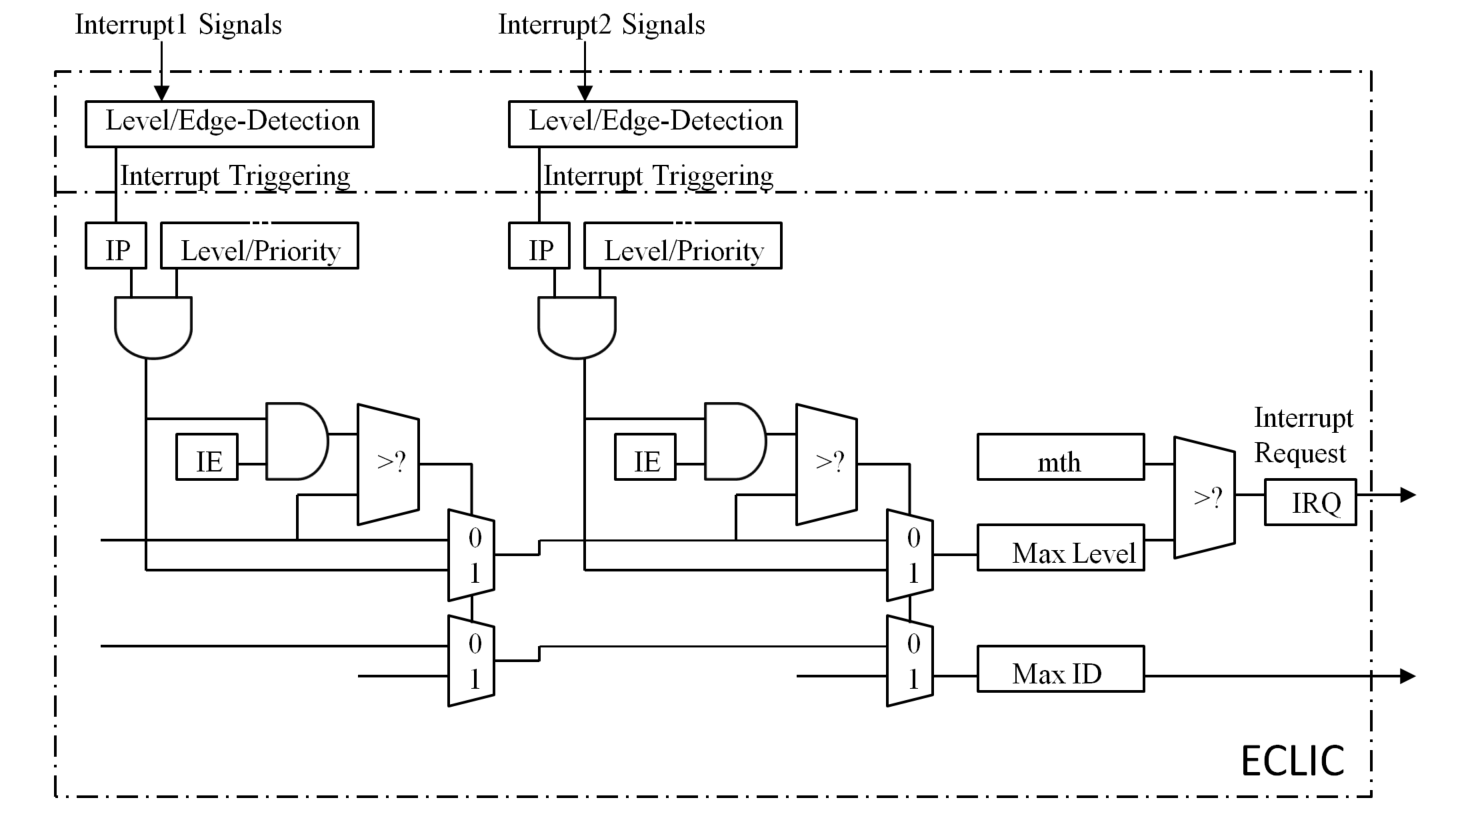 Interrupt1 Signals
Interrupt2 Signals
Level/Edge-Detection
Level/Edge-Detection
Interrupt Triggering
Interrupt Triggering
IP
Level/Priority
IP
Level/Priority
IE
>?
IE
>?
mth
>?
Interrupt
Request
IRQ
0
1
0
1
Max Level
0
1
0
1
Max ID
ECLIC